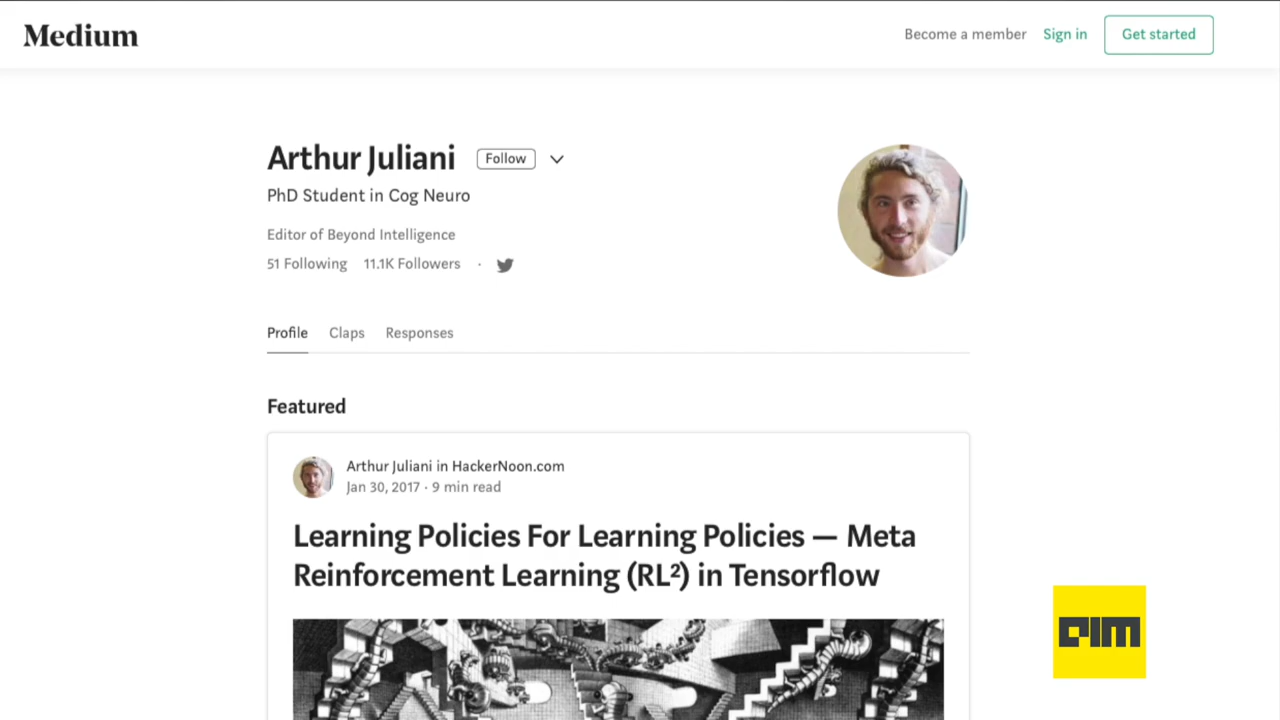 Medium
Become a member
Sign in
Get started
Arthur Juliani
Follow
PhD Student in Cog Neuro
Editor of Beyond Intelligence
51 Following
11.1K Followers
·
Profile
Claps
Responses
Featured
Arthur Juliani in HackerNoon.com
Jan 30, 2017 · 9 min read
Learning Policies For Learning Policies — Meta
Reinforcement Learning (RL²) in Tensorflow
AIM